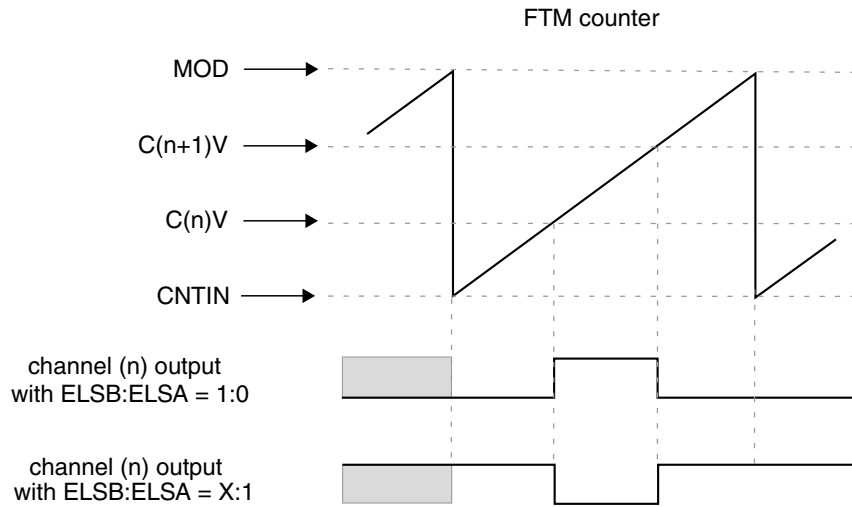 FTM counter
MOD
C(n+1)V
C(n)V
CNTIN
channel (n) output
with ELSB:ELSA = 1:0
channel (n) output
with ELSB:ELSA = X:1